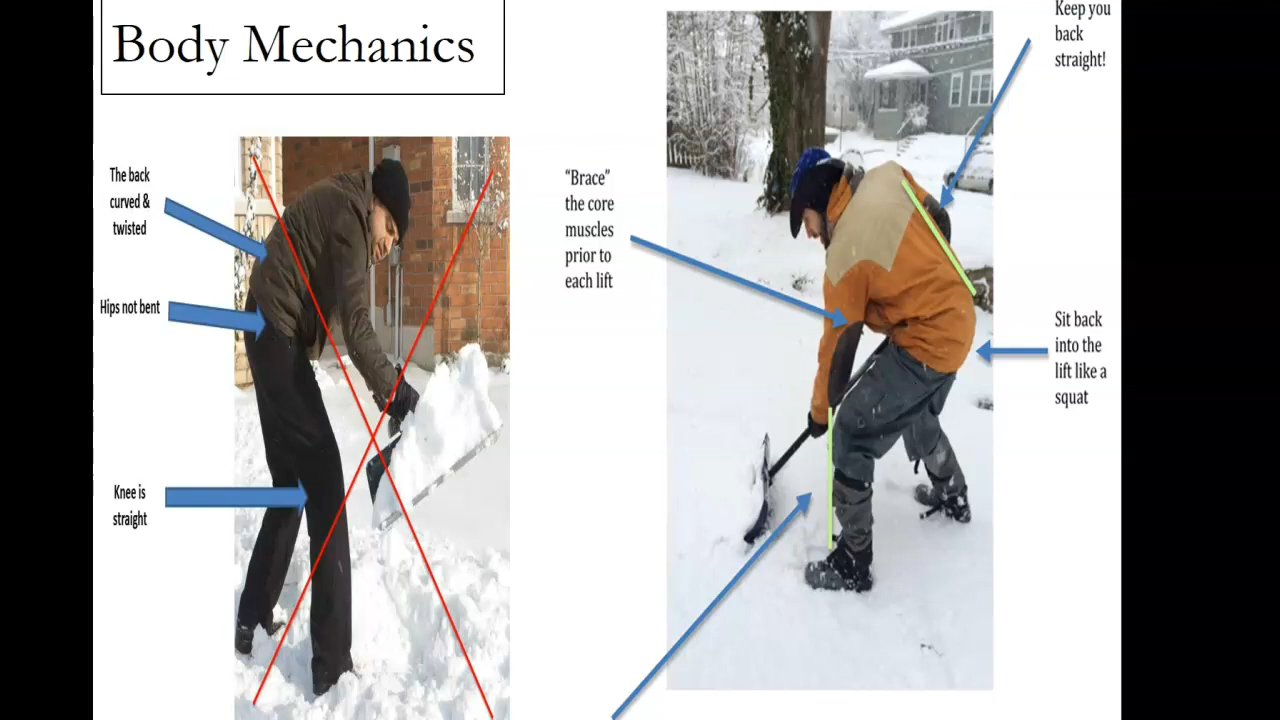 Body Mechanics
The back
curved &
twisted
Hips not bent
Knee is
straight
"Brace"
the core
muscles
prior to
each lift
Keep you
back
straight!
Sit back
into the
lift like a
squat